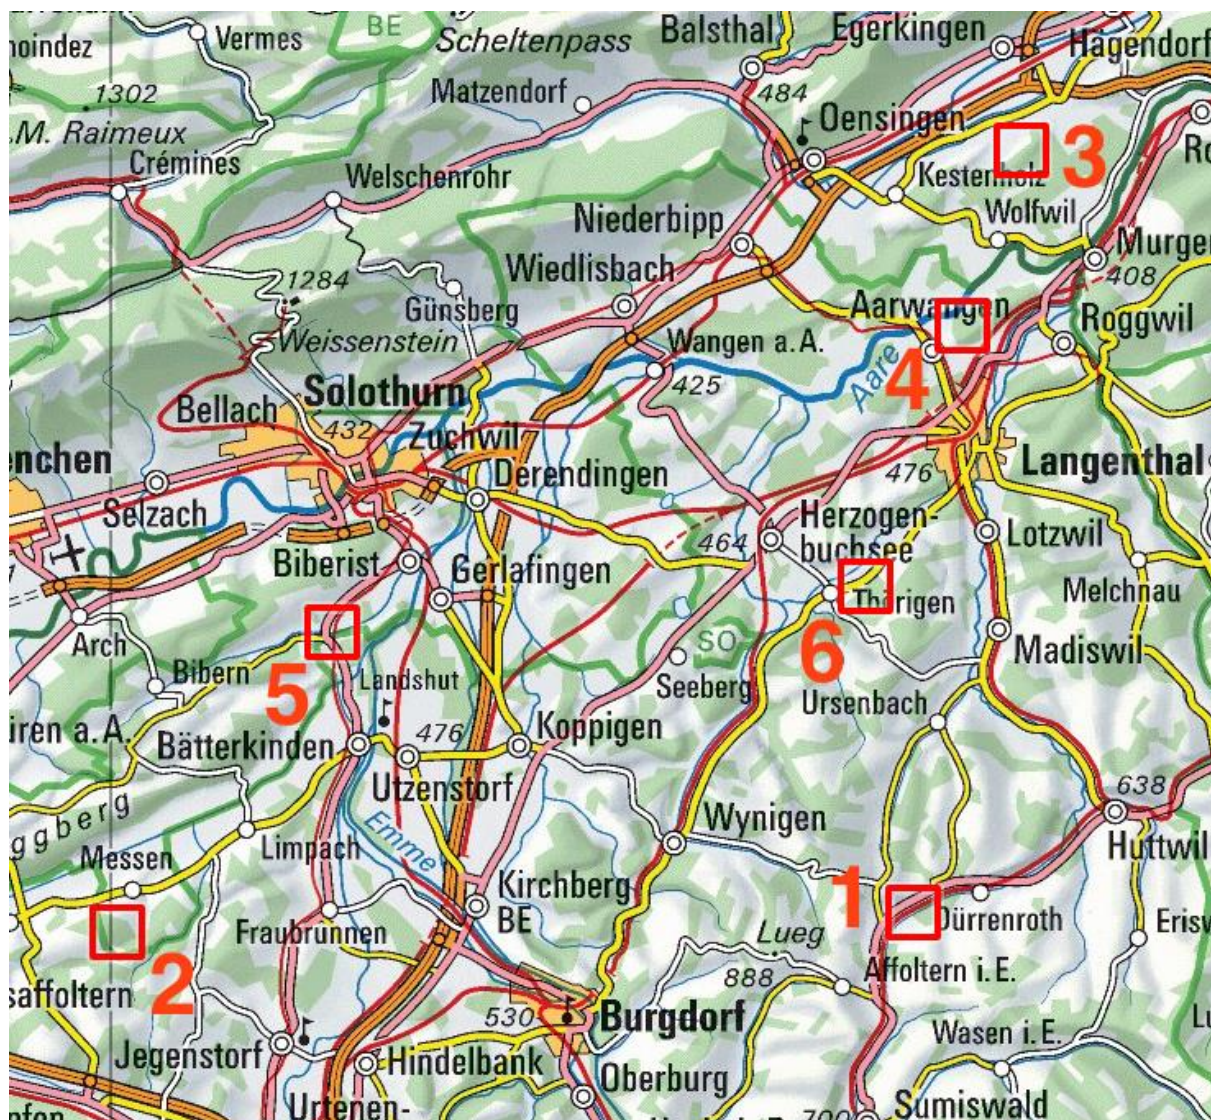 BE
Vermes
Scheltenpass
Balsthal
Egerkingen
Hägendorf
1302
Matzendorf
484
Oensingen
M. Raimeux
Crémines
Welschenrohr
Kestenholz
3
Wolfwil
Niederbipp
Wiedlisbach
408
1284
Günsberg
Aarwangen
Roggwil
Weissenstein
Wangen a.A.
Aare
4
425
Solothurn
Bellach
432
Zuchwil
Derendingen
476
Langenthal
Selzach
Herzogen-
buchsee
464
Lotzwil
Biberist
Gerlafingen
Thörigen
Melchnau
Arch
SO
6
Madiswil
Bibern
5
Landshut
Seeberg
Ursenbach
Bätterkinden
476
Koppigen
Utzenstorf
638
Wynigen
Emme
Messen
Limpach
Huttwil
Kirchberg
BE
1
Dürrenroth
Fraubrunnen
Lueg
2
888
Affoltern i.E.
530
Burgdorf
Wasen i.E.
Jegenstorf
Hindelbank
Oberburg
Urtenen-
Sumiswald